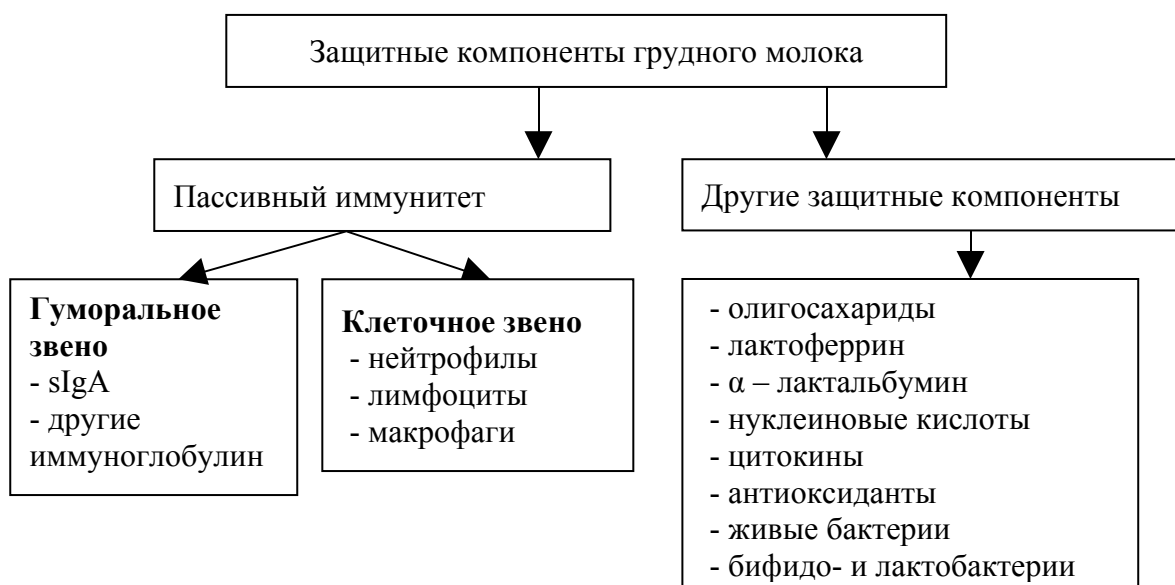 Защитные компоненты грудного молока
Пассивный иммунитет
Другие защитные компоненты
Гуморальное
звено
- sIgA
- другие
иммуноглобулин
Клеточное звено
- нейтрофилы
- лимфоциты
- макрофаги
- олигосахариды
- лактоферрин
- α – лактальбумин
- нуклеиновые кислоты
- цитокины
- антиоксиданты
- живые бактерии
- бифидо- и лактобактерии